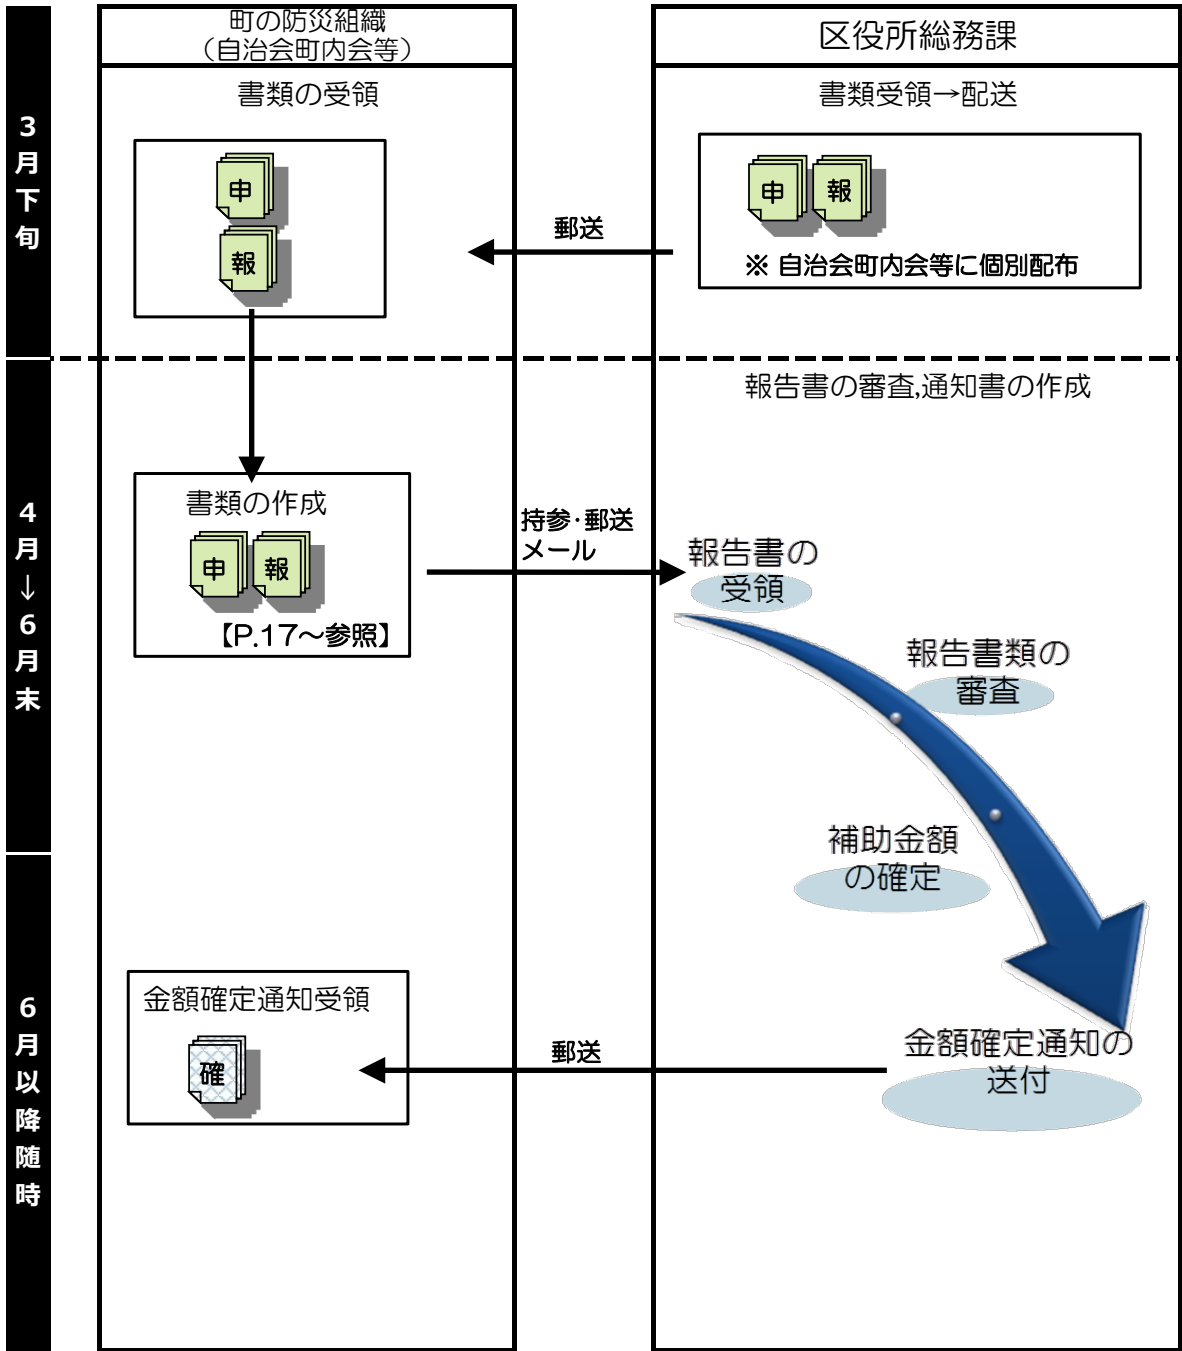 町の防災組織
（自治会町内会等）
区役所総務課
3月下旬
書類の受領
申
報
郵送
書類受領→配送
申
報
※ 自治会町内会等に個別配布
4月→6月末
報告書の審査,通知書の作成
書類の作成
申
報
【P.17～参照】
持参・郵送
メール
報告書の
受領
報告書類の
審査
補助金額
の確定
6月以降随時
金額確定通知受領
確
郵送
金額確定通知の
送付